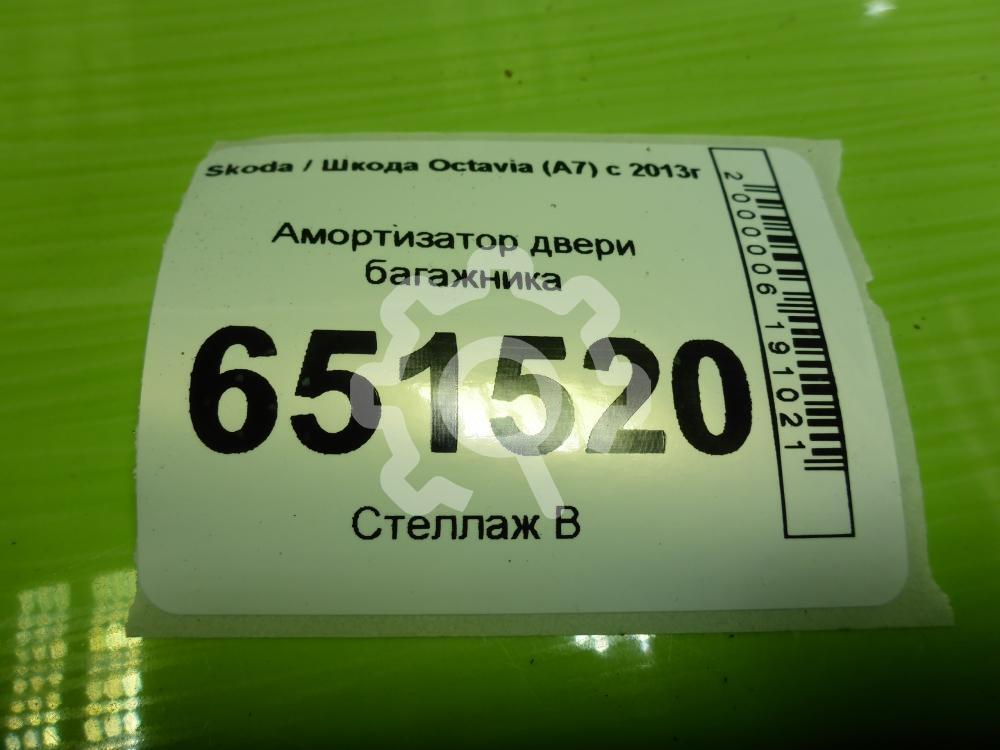 Skoda / Шкода Octavia (A7) с 2013г
Амортизатор двери
багажника
651520
Стеллаж В
2000006191021